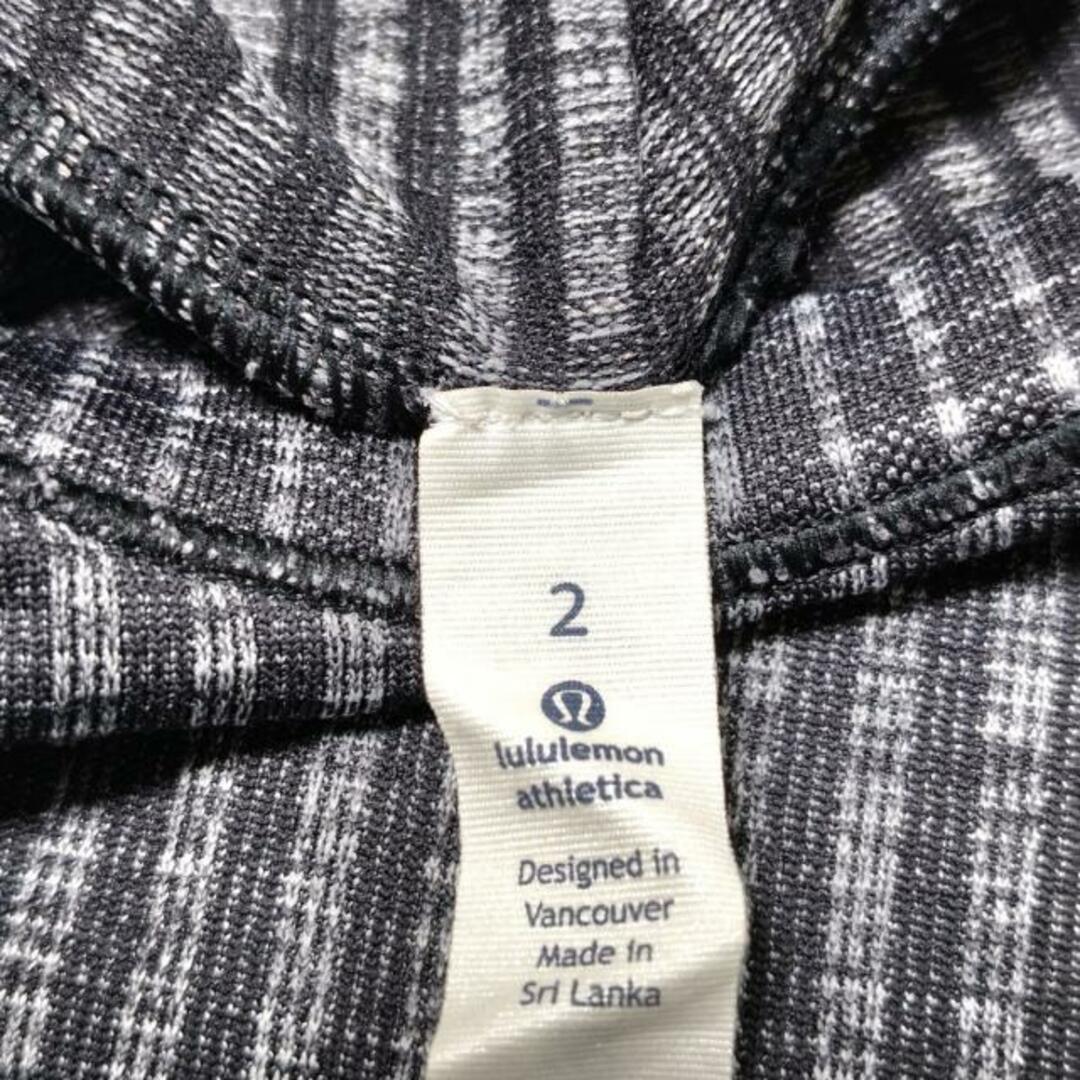 2
lululemon
athletica
Designed in
Vancouver
Made in
Sri Lanka